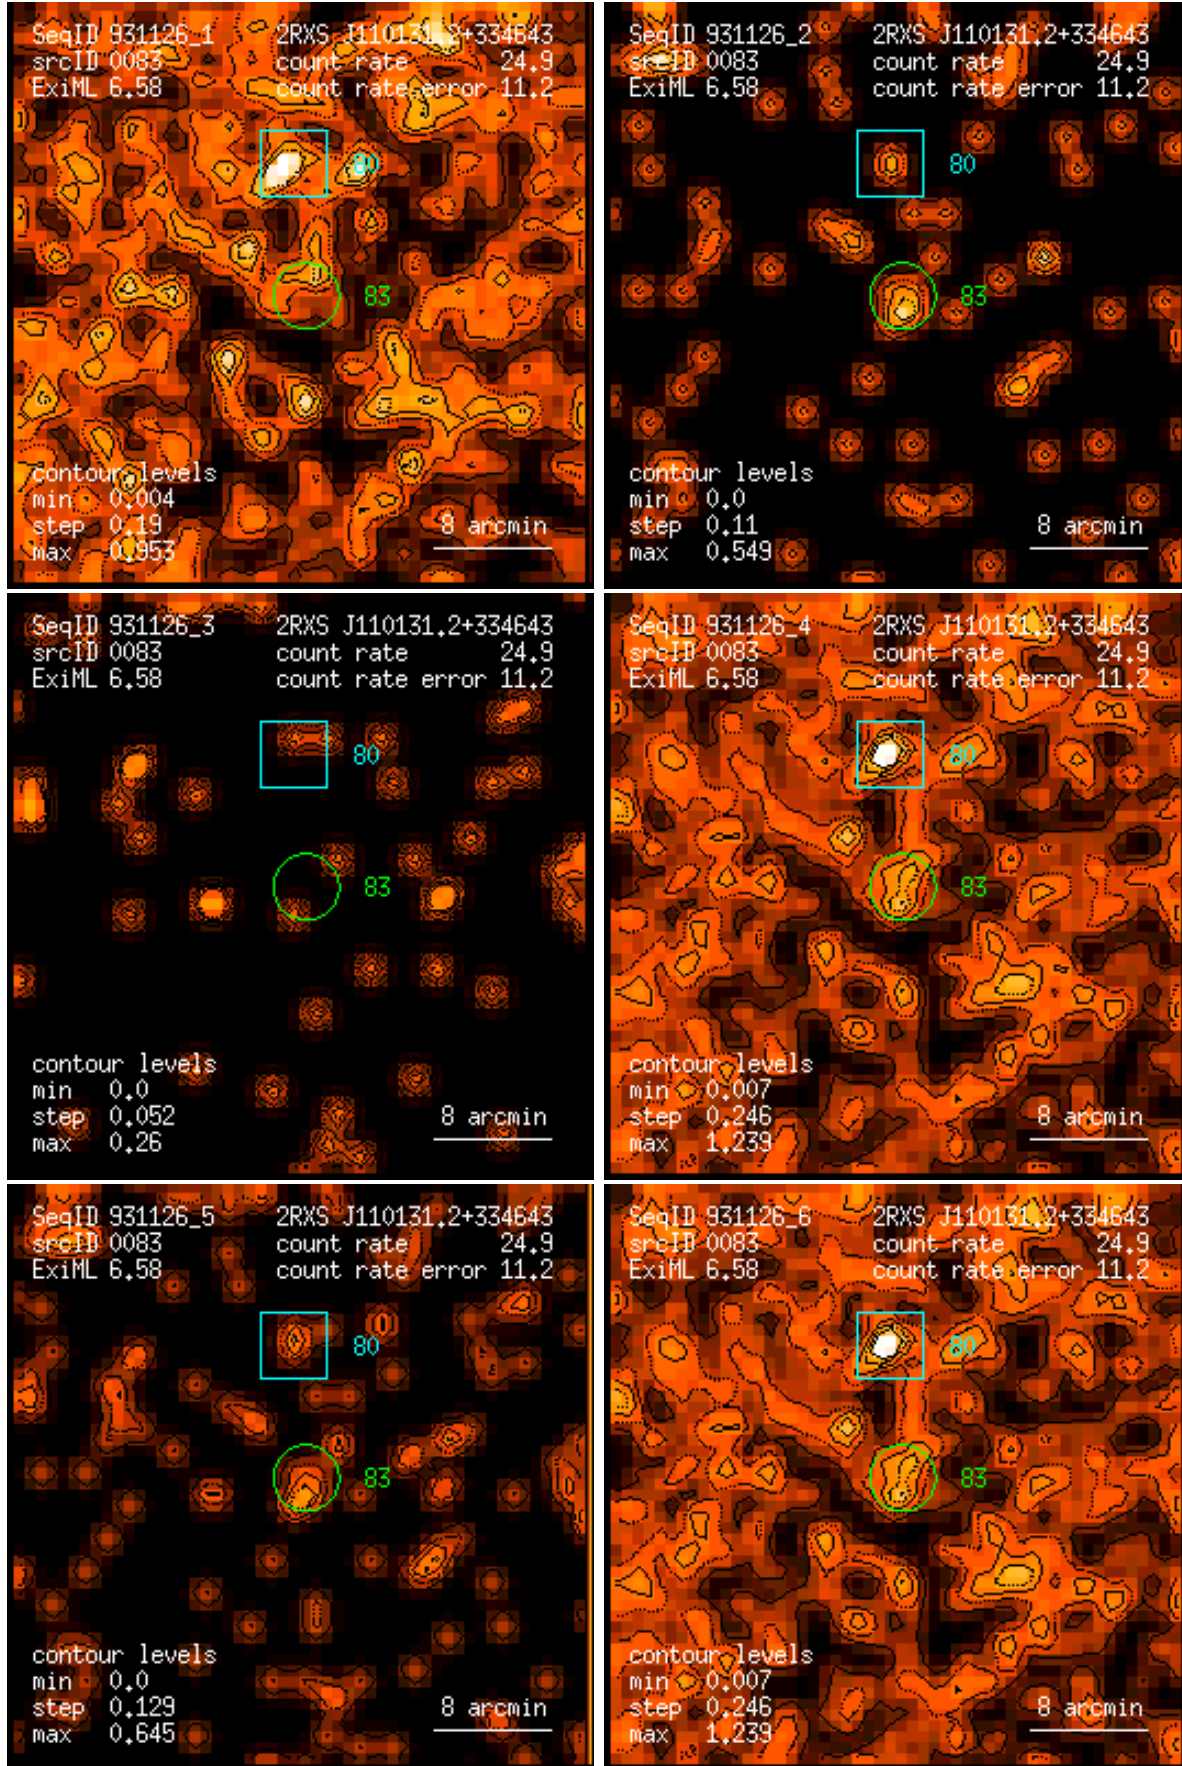 SeqID 931126_1 2RXS J110131.2+334643
srcID 0083 count rate 24.9
ExiML 6.58 count rate error 11.2
80
83
contour levels
min 0.004
step 0.19
max 0.953
8 arcmin
SeqID 931126_2 2RXS J110131.2+334643
srcID 0083 count rate 24.9
ExiML 6.58 count rate error 11.2
80
83
contour levels
min 0.0
step 0.11
max 0.549
8 arcmin
SeqID 931126_3 2RXS J110131.2+334643
srcID 0083 count rate 24.9
ExiML 6.58 count rate error 11.2
80
83
contour levels
min 0.0
step 0.052
max 0.26
8 arcmin
SeqID 931126_4 2RXS J110131.2+334643
srcID 0083 count rate 24.9
ExiML 6.58 count rate error 11.2
80
83
contour levels
min 0.007
step 0.246
max 1.239
8 arcmin
SeqID 931126_5 2RXS J110131.2+334643
srcID 0083 count rate 24.9
ExiML 6.58 count rate error 11.2
80
83
contour levels
min 0.0
step 0.129
max 0.645
8 arcmin
SeqID 931126_6 2RXS J110131.2+334643
srcID 0083 count rate 24.9
ExiML 6.58 count rate error 11.2
80
83
contour levels
min 0.007
step 0.246
max 1.239
8 arcmin